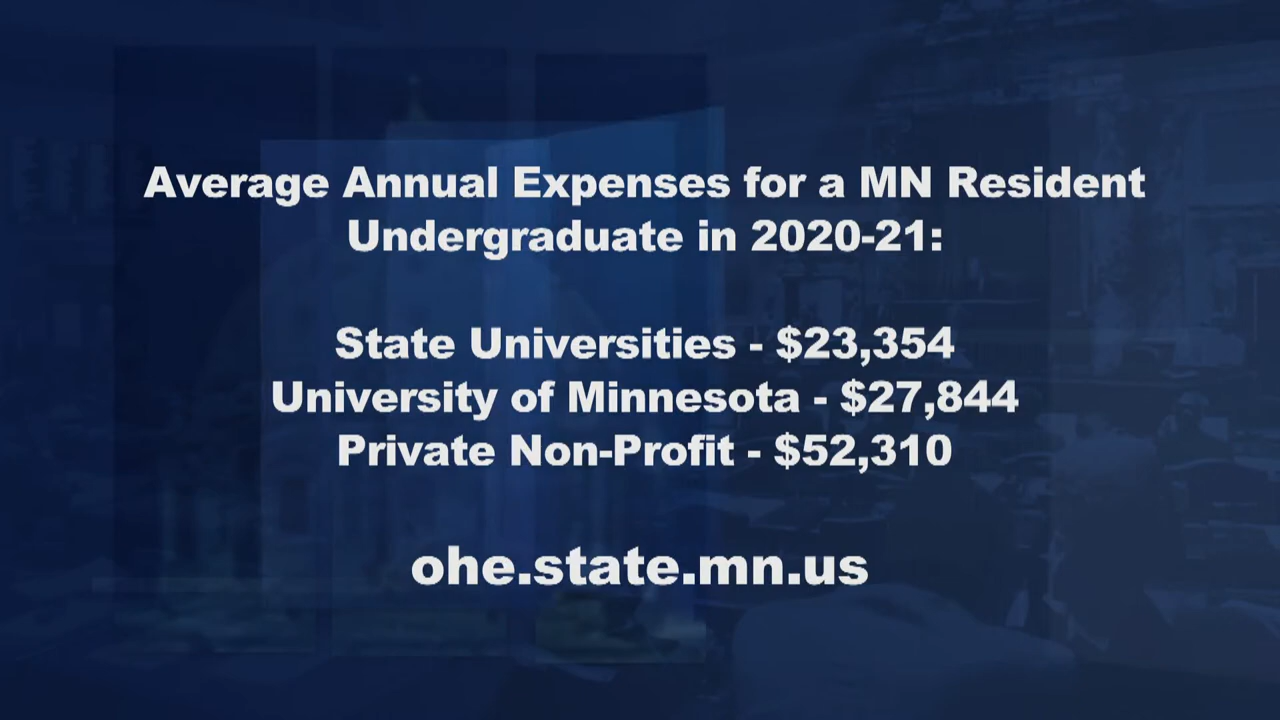 Average Annual Expenses for a MN Resident
Undergraduate in 2020-21:
State Universities - $23,354
University of Minnesota - $27,844
Private Non-Profit - $52,310
ohe.state.mn.us